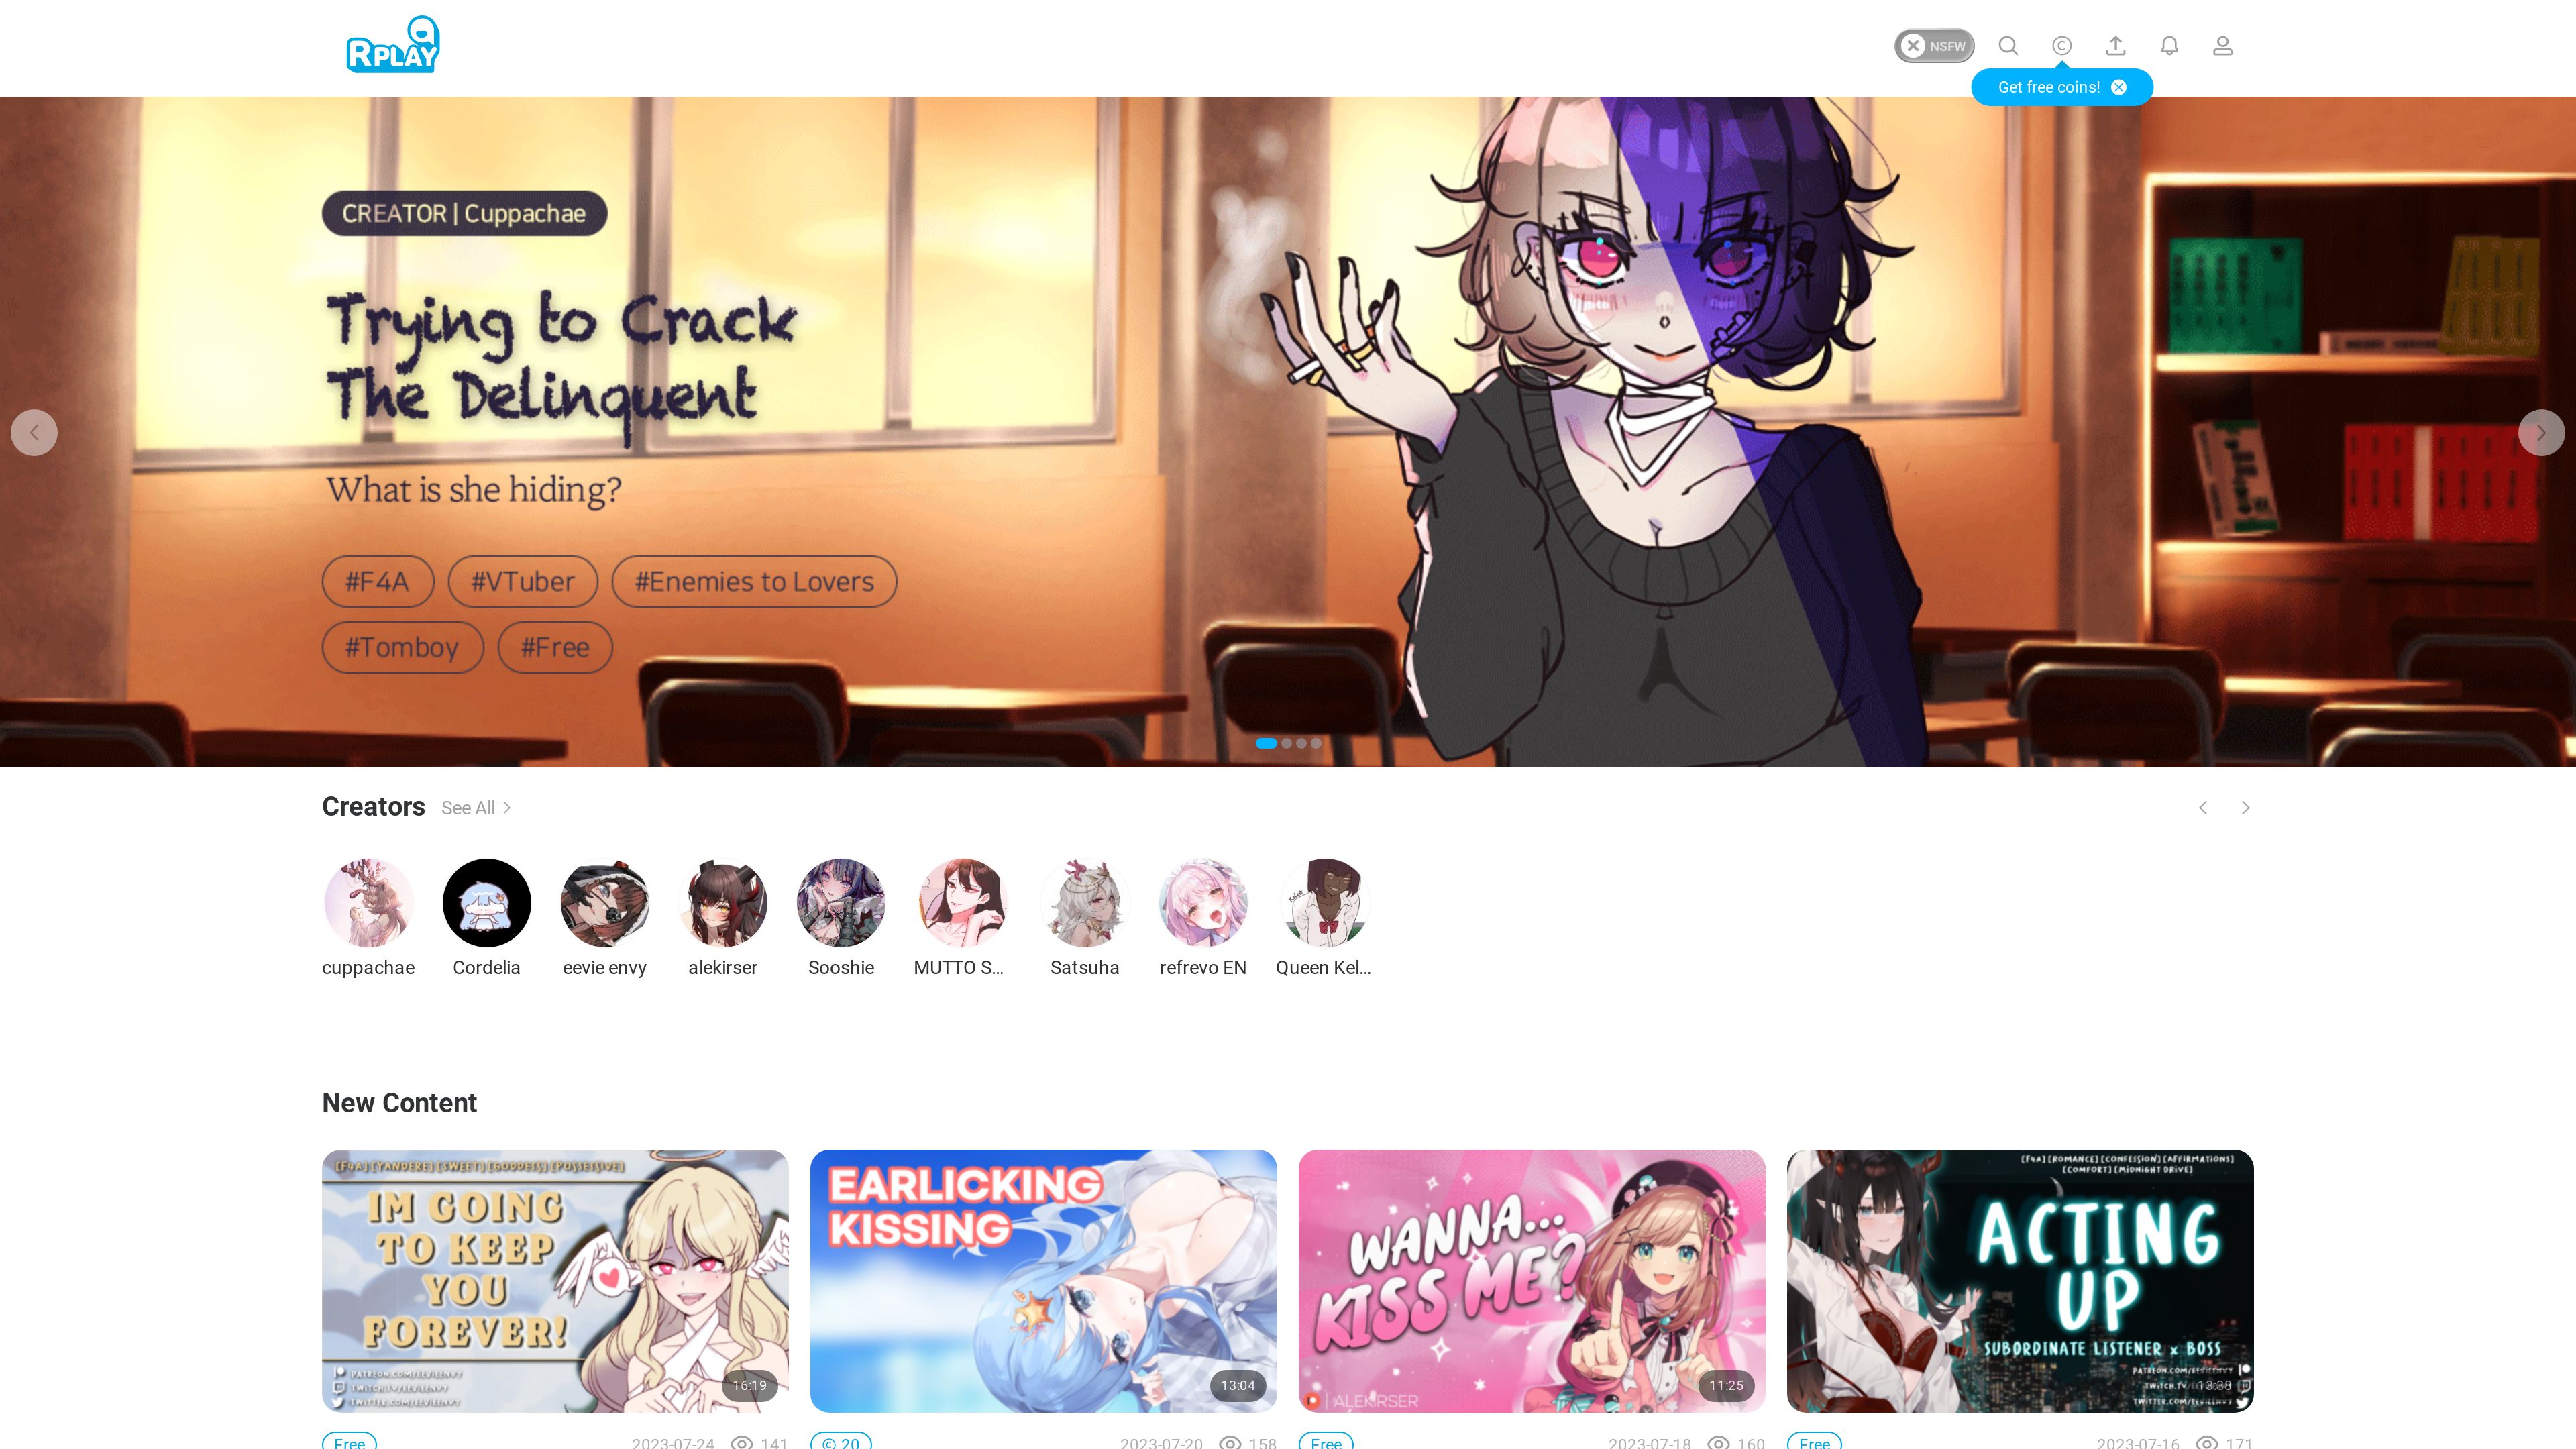 RPLAY
NSFW
Get free coins!
CREATOR | Cuppachae
Trying to Crack
The Delinquent
What is she hiding?
#F4A #VTuber #Enemies to Lovers
#Tomboy #Free
Creators See All
cuppachae Cordelia eevie envy alekirser Sooshie MUTTO S... Satsuha refrevo EN Queen Kel...
New Content
[F4A] [YANDERE] [SWEET] [GODDESS] [POSSESSIVE]
IM GOING
TO KEEP
YOU
FOREVER!
PATREON.COM/EEVIEENVY
TWITCH.TV/EEVIEENVY
TWITTER.COM/EEVIEENVY
16:19
EARLICKING
KISSING
13:04
WANNA...
KISS ME?
ALEKIRSER
11:25
[F4A] [ROMANCE] [CONFESSION] [AFFIRMATIONS]
[COMFORT] [MIDNIGHT DRIVE]
ACTING
UP
SUBORDINATE LISTENER x BOSS
PATREON.COM/EEVIEENVY
TWITCH.TV/EEVIEENVY
TWITTER.COM/EEVIEENVY
13:38
Free 2023-07-24 141
20 2023-07-20 158
Free 2023-07-18 160
Free 2023-07-16 171